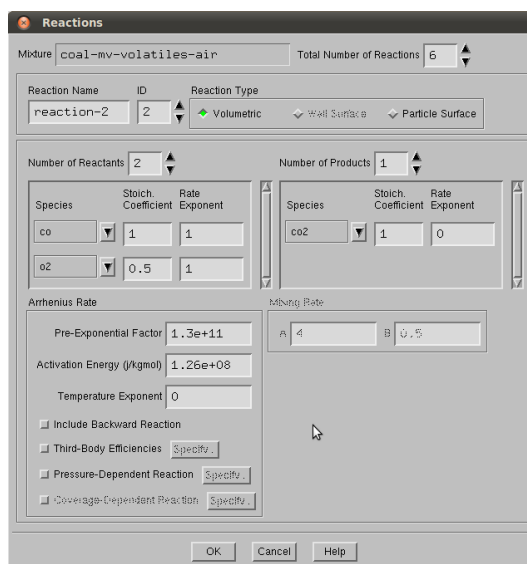 Reactions
Mixture coal-mv-volatiles-air Total Number of Reactions 6
Reaction Name ID Reaction Type
reaction-2 2 Volumetric Wall Surface Particle Surface
Number of Reactants 2 Number of Products 1
Species Stoich. Coefficient Rate Exponent Species Stoich. Coefficient Rate Exponent
co 1 1 co2 1 0
o2 0.5 1
Arrhenius Rate Mixing Rate
Pre-Exponential Factor 1.3e+11 A 4 B 0.5
Activation Energy (j/kgmol) 1.26e+08
Temperature Exponent 0
Include Backward Reaction
Third-Body Efficiencies Specify..
Pressure-Dependent Reaction Specify..
Coverage-Dependent Reaction Specify..
OK Cancel Help